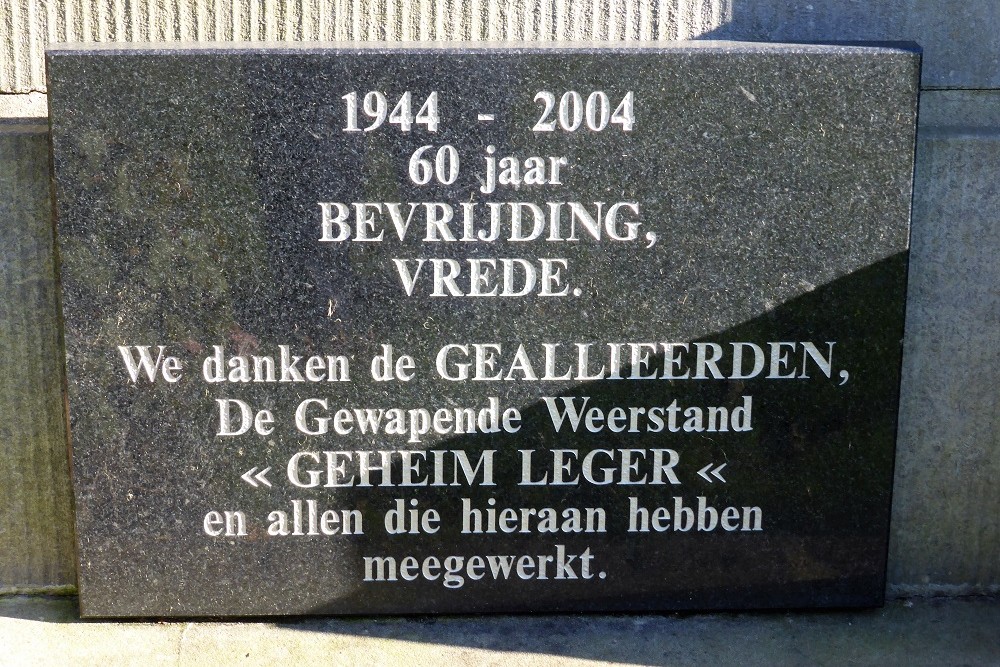 1944 - 2004
60 jaar
BEVRIJDING,
VREDE.
We danken de GEALLIEERDEN,
De Gewapende Weerstand
« GEHEIM LEGER «
en allen die hieraan hebben
meegewerkt.